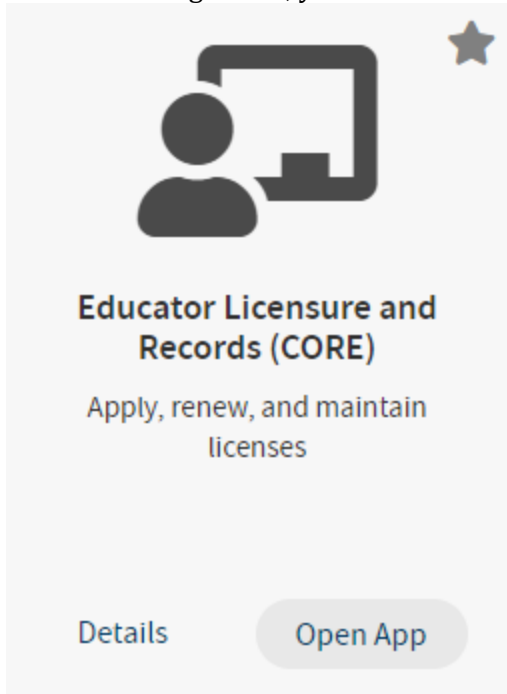 Educator Licensure and
Records (CORE)
Apply, renew, and maintain
licenses
Details
Open App